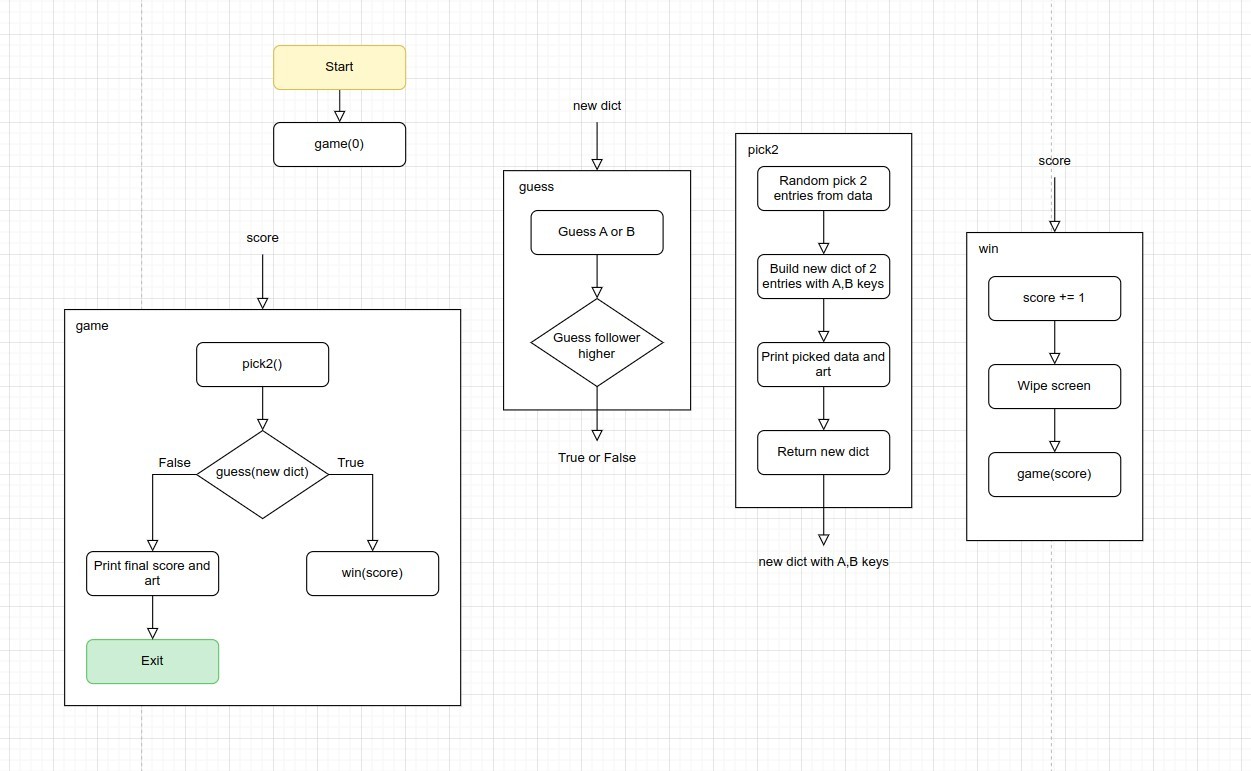 Start
game(0)
score
game
pick2()
guess(new dict)
False
True
Print final score and
art
win(score)
Exit
new dict
guess
Guess A or B
Guess follower
higher
True or False
pick2
Random pick 2
entries from data
Build new dict of 2
entries with A,B keys
Print picked data and
art
Return new dict
new dict with A,B keys
score
win
score += 1
Wipe screen
game(score)